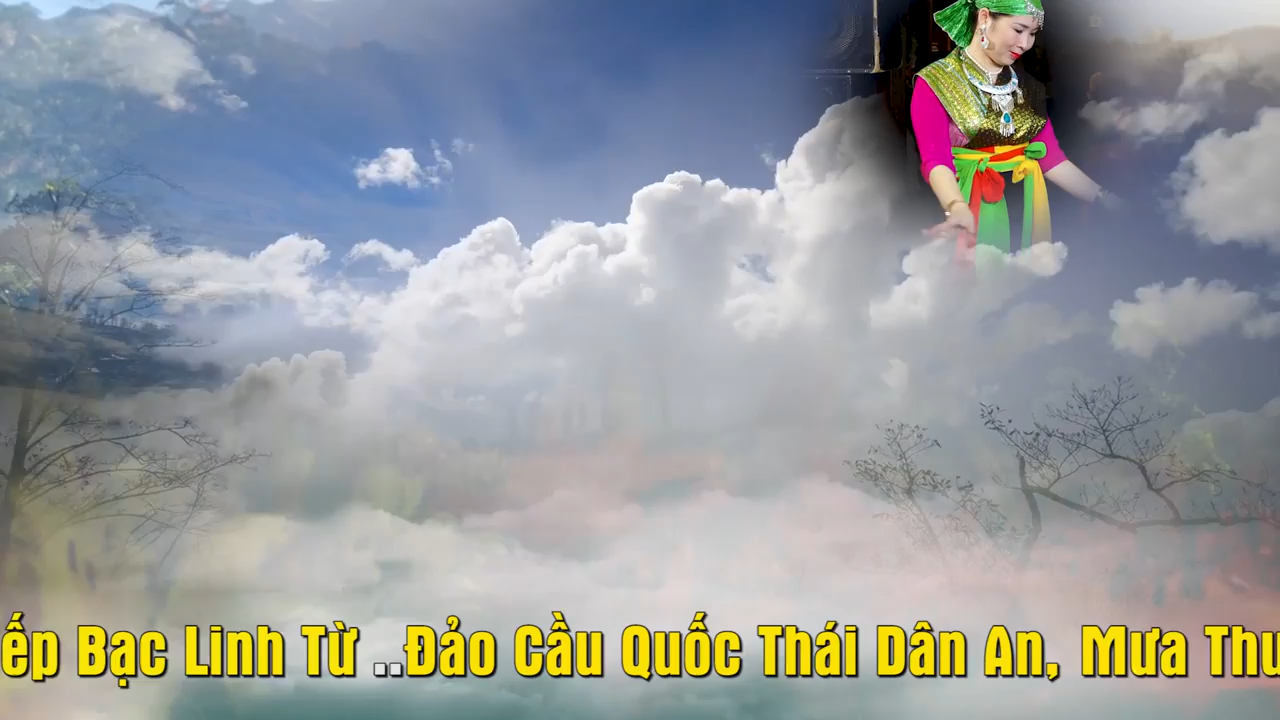 ếp Bạc Linh Từ ..Đảo Cầu Quốc Thái Dân An, Mưa Thu